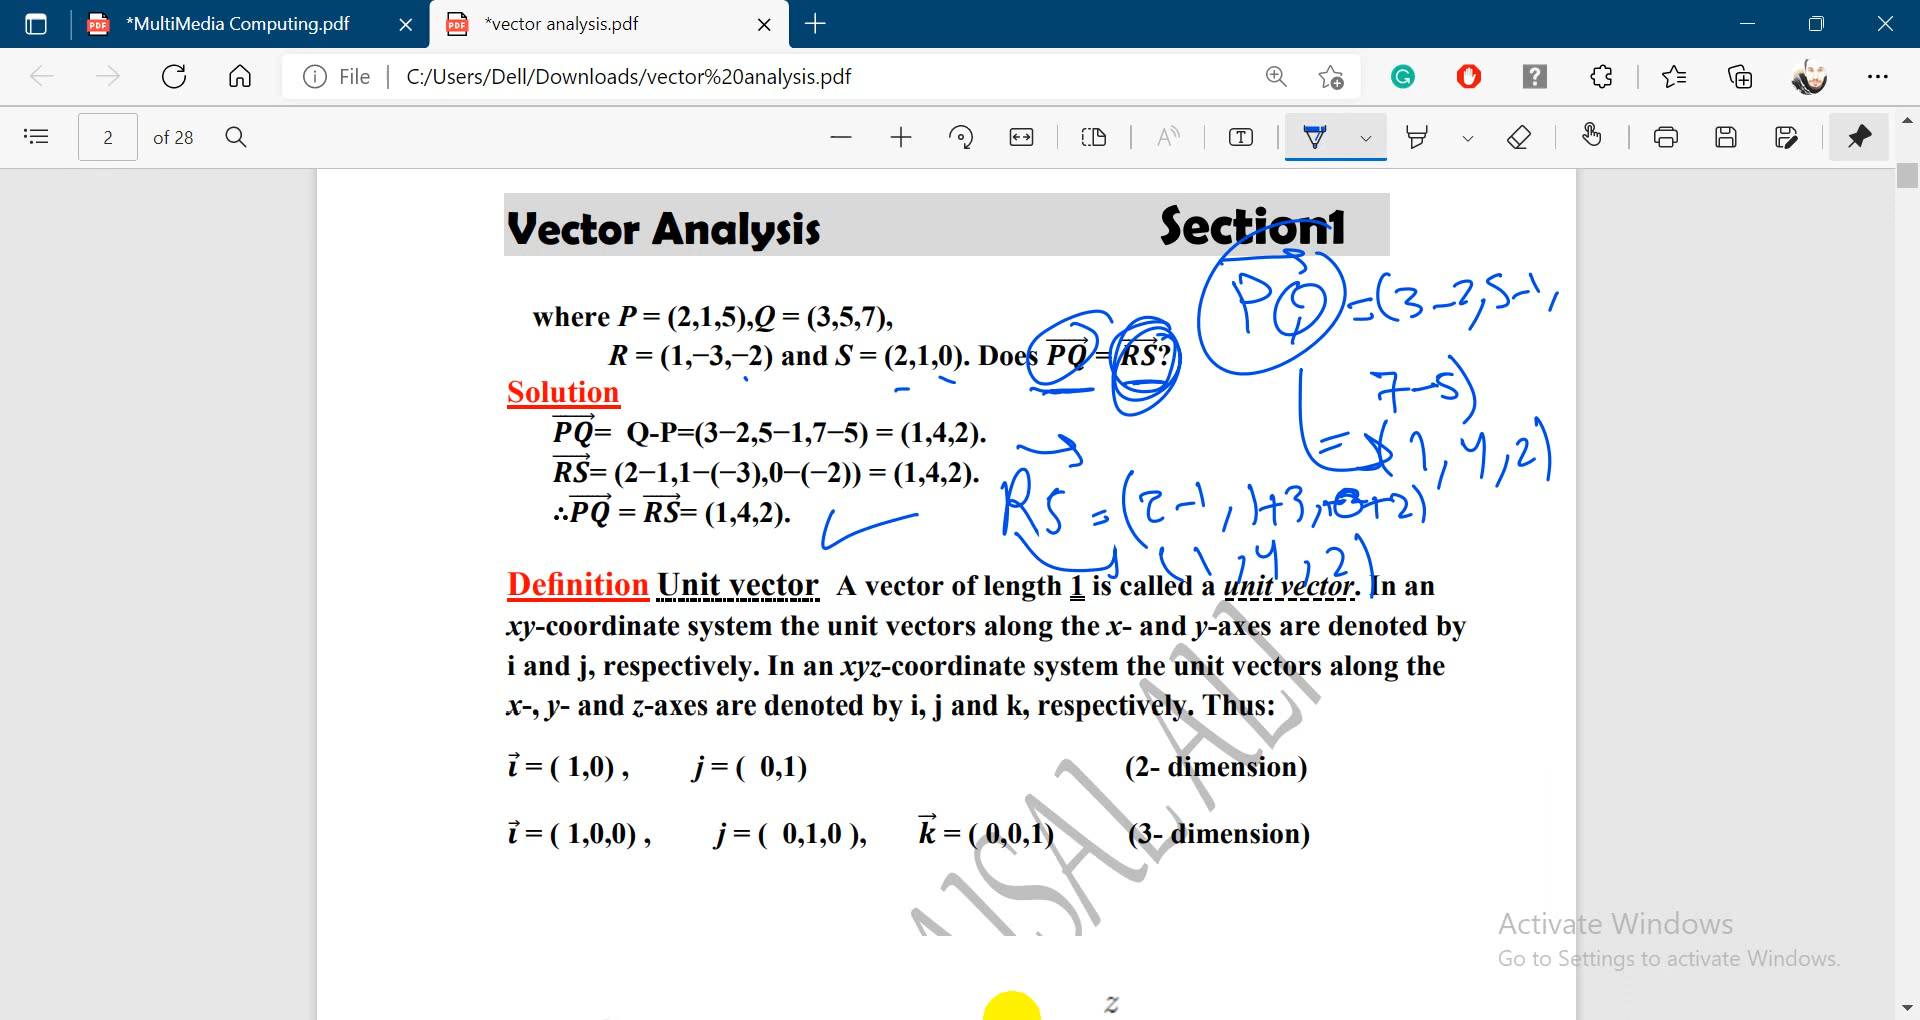 *MultiMedia Computing.pdf
*vector analysis.pdf
File
C:/Users/Dell/Downloads/vector%20analysis.pdf
2 of 28
Vector Analysis Section1
where P = (2,1,5),Q = (3,5,7),
R = (1,−3,−2) and S = (2,1,0). Does PQ = RS?
PQ =(3-2,5-1,
7-5)
= (1,4,2)
Solution
PQ= Q-P=(3−2,5−1,7−5) = (1,4,2).
RS= (2−1,1−(−3),0−(−2)) = (1,4,2).
∴PQ = RS= (1,4,2).
RS = (2-1, 1+3, 0+2)
(1,4,2)
Definition Unit vector A vector of length 1 is called a unit vector. In an
xy-coordinate system the unit vectors along the x- and y-axes are denoted by
i and j, respectively. In an xyz-coordinate system the unit vectors along the
x-, y- and z-axes are denoted by i, j and k, respectively. Thus:
i = ( 1,0) , j = ( 0,1) (2- dimension)
i = ( 1,0,0) , j = ( 0,1,0 ), k = ( 0,0,1) (3- dimension)
AISAL ALI
Activate Windows
Go to Settings to activate Windows.
z